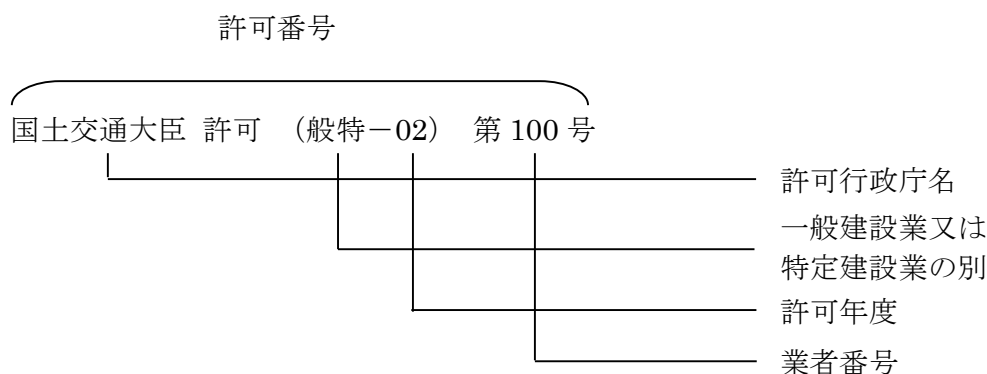 許可番号
国土交通大臣 許可 （般特－02） 第 100 号
許可行政庁名
一般建設業又は
特定建設業の別
許可年度
業者番号